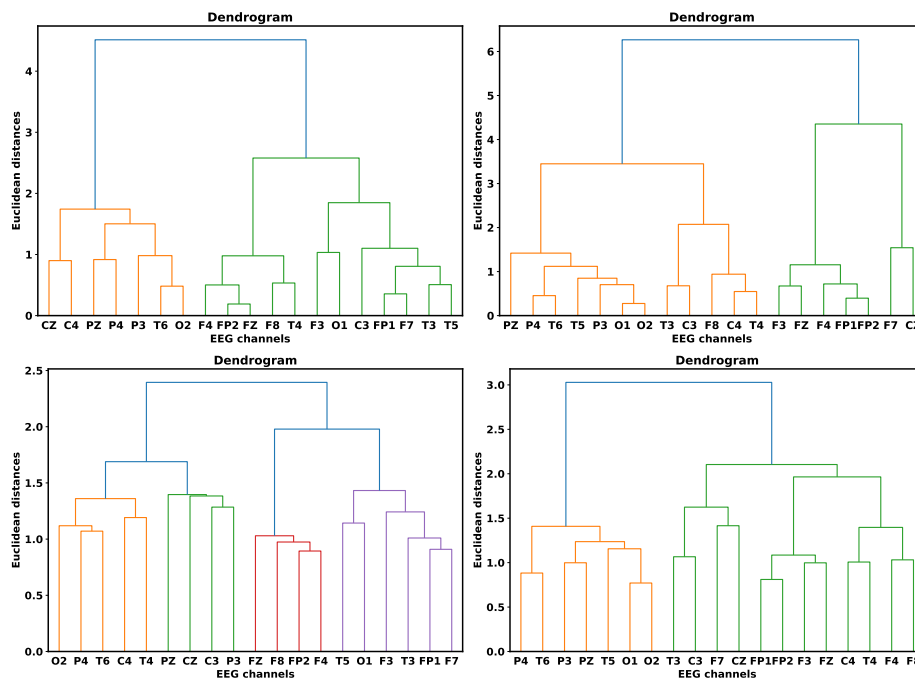 Dendrogram
Euclidean distances
4
3
2
1
0
CZ C4 PZ P4 P3 T6 O2 F4 FP2 FZ F8 T4 F3 O1 C3 FP1 F7 T3 T5
EEG channels
Dendrogram
Euclidean distances
6
5
4
3
2
1
0
PZ P4 T6 T5 P3 O1 O2 T3 C3 F8 C4 T4 F3 FZ F4 FP1 FP2 F7
EEG channels
Dendrogram
Euclidean distances
2.5
2.0
1.5
1.0
0.5
0.0
O2 P4 T6 C4 T4 PZ CZ C3 P3 FZ F8 FP2 F4 T5 O1 F3 T3 FP1 F7
EEG channels
Dendrogram
Euclidean distances
3.0
2.5
2.0
1.5
1.0
0.5
0.0
P4 T6 P3 PZ T5 O1 O2 T3 C3 F7 CZ FP1 FP2 F3 FZ C4 T4 F4 F8
EEG channels